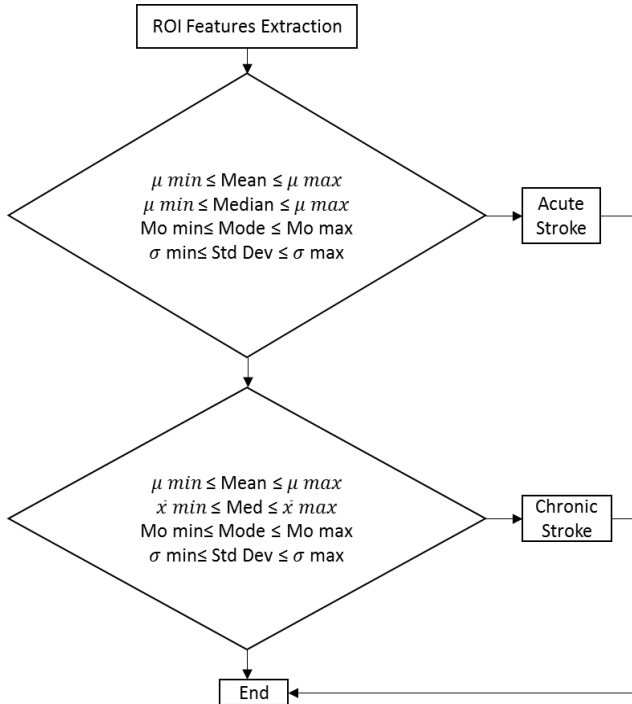 ROI Features Extraction
μ min ≤ Mean ≤ μ max
μ min ≤ Median ≤ μ max
Mo min ≤ Mode ≤ Mo max
σ min≤ Std Dev ≤ σ max
Acute
Stroke
μ min ≤ Mean ≤ μ max
ẋ min ≤ Med ≤ ẋ max
Mo min≤ Mode ≤ Mo max
σ min≤ Std Dev ≤ σ max
Chronic
Stroke
End